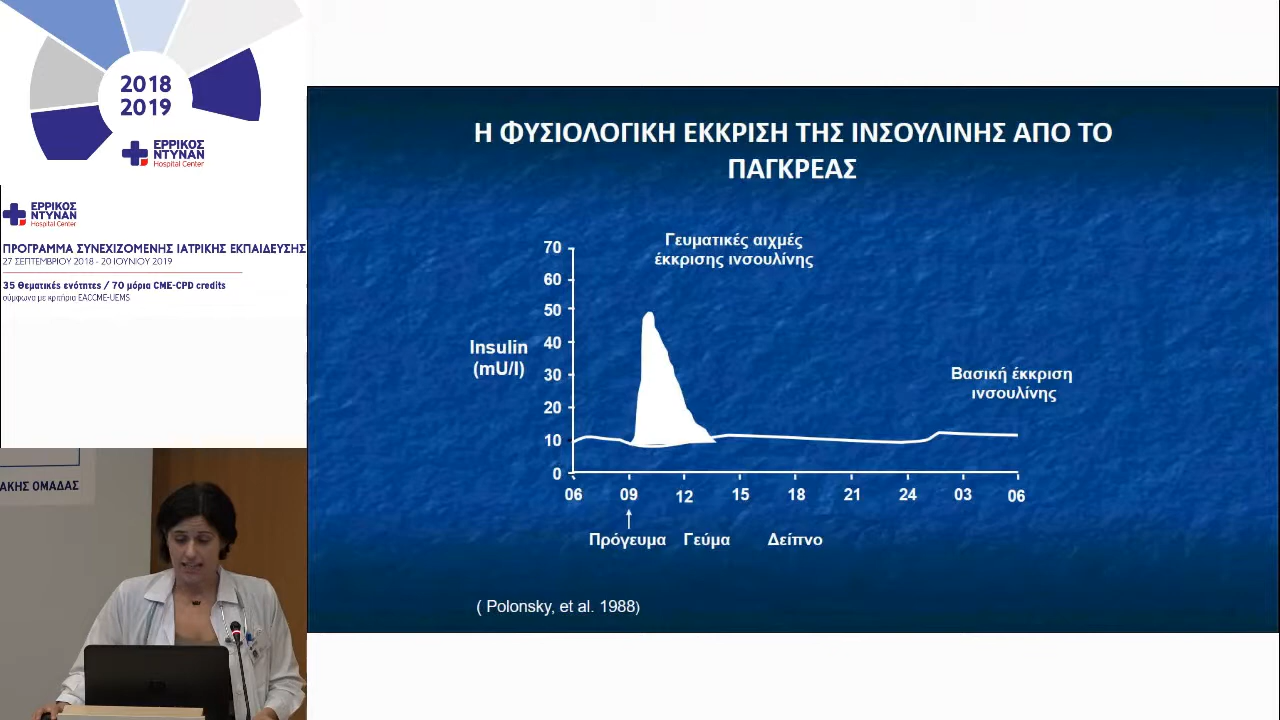 2018
2019
ΕΡΡΙΚΟΣ
ΝΤΥΝΑΝ
Hospital Center
ΕΡΡΙΚΟΣ
ΝΤΥΝΑΝ
Hospital Center
ΠΡΟΓΡΑΜΜΑ ΣΥΝΕΧΙΖΟΜΕΝΗΣ ΙΑΤΡΙΚΗΣ ΕΚΠΑΙΔΕΥΣΗΣ
27 ΣΕΠΤΕΜΒΡΙΟΥ 2018 - 20 ΙΟΥΝΙΟΥ 2019
35 θεματικές ενότητες / 70 μόρια CME-CPD credits
σύμφωνα με κριτήρια EACCME-UEMS
ΑΚΗΣ ΟΜΑΔΑΣ
Η ΦΥΣΙΟΛΟΓΙΚΗ ΕΚΚΡΙΣΗ ΤΗΣ ΙΝΣΟΥΛΙΝΗΣ ΑΠΟ ΤΟ
ΠΑΓΚΡΕΑΣ
Γευματικές αιχμές
έκκρισης ινσουλίνης
Βασική έκκριση
ινσουλίνης
Insulin
(mU/l)
70
60
50
40
30
20
10
0
06 09 12 15 18 21 24 03 06
Πρόγευμα Γεύμα Δείπνο
( Polonsky, et al. 1988)